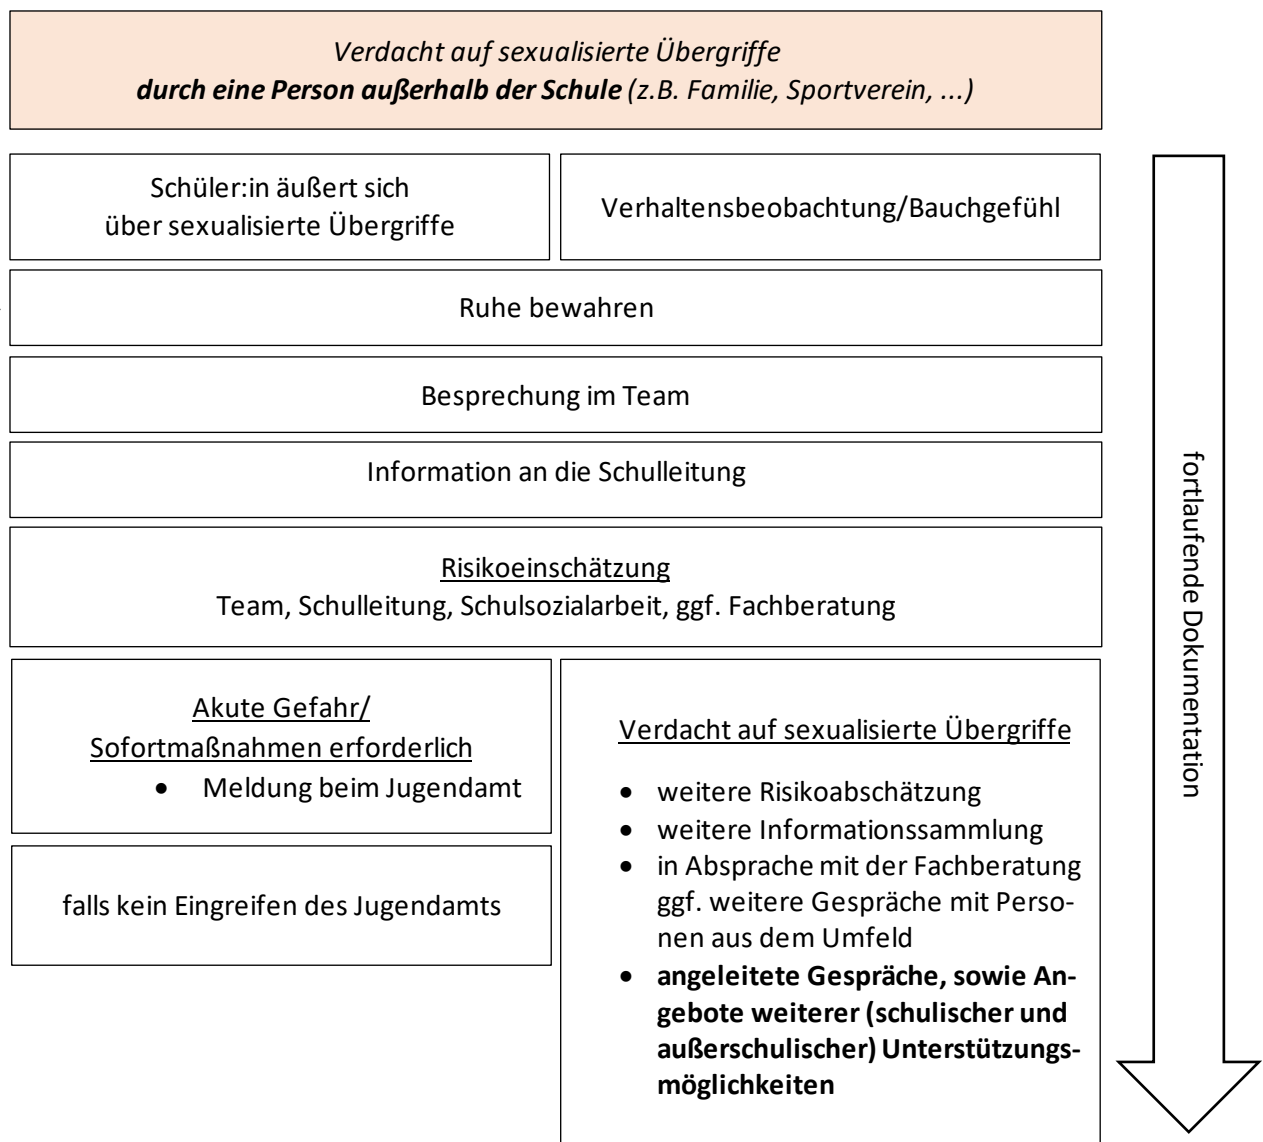 Verdacht auf sexualisierte Übergriffe
durch eine Person außerhalb der Schule (z.B. Familie, Sportverein, ...)
Schüler:in äußert sich
über sexualisierte Übergriffe
Verhaltensbeobachtung/Bauchgefühl
Ruhe bewahren
Besprechung im Team
Information an die Schulleitung
Risikoeinschätzung
Team, Schulleitung, Schulsozialarbeit, ggf. Fachberatung
Akute Gefahr/
Sofortmaßnahmen erforderlich
• Meldung beim Jugendamt
falls kein Eingreifen des Jugendamts
Verdacht auf sexualisierte Übergriffe
• weitere Risikoabschätzung
• weitere Informationssammlung
• in Absprache mit der Fachberatung
ggf. weitere Gespräche mit Perso-
nen aus dem Umfeld
• angeleitete Gespräche, sowie An-
gebote weiterer (schulischer und
außerschulischer) Unterstützungs-
möglichkeiten
fortlaufende Dokumentation